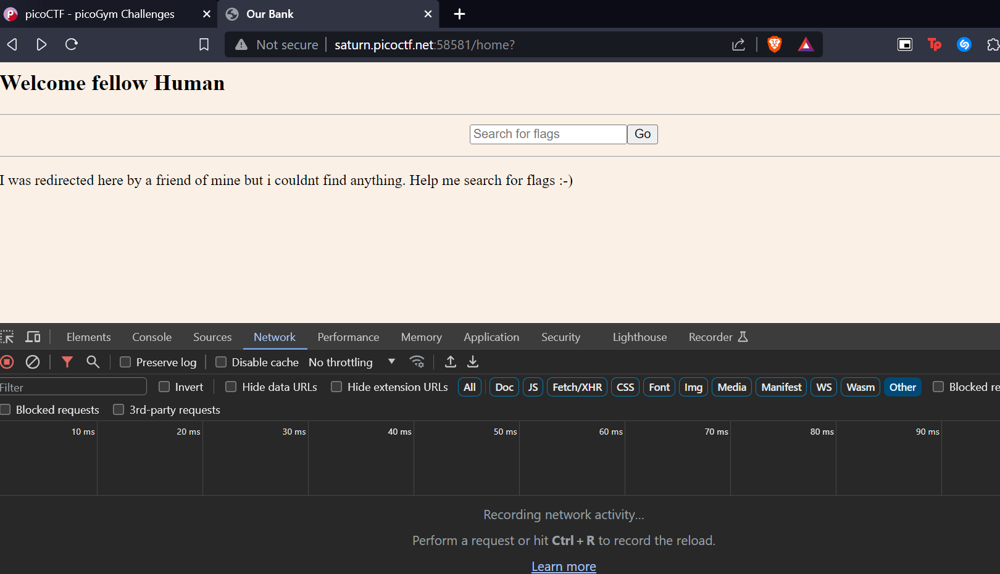 picoCTF - picoGym Challenges
Our Bank
Not secure saturn.picoctf.net:58581/home?
Tp
Welcome fellow Human
Search for flags Go
I was redirected here by a friend of mine but i couldnt find anything. Help me search for flags :-)
Elements Console Sources Network Performance Memory Application Security Lighthouse Recorder
Preserve log Disable cache No throttling
Filter Invert Hide data URLs Hide extension URLs All Doc JS Fetch/XHR CSS Font Img Media Manifest WS Wasm Other Blocked re
Blocked requests 3rd-party requests
10 ms 20 ms 30 ms 40 ms 50 ms 60 ms 70 ms 80 ms 90 ms
Recording network activity...
Perform a request or hit Ctrl + R to record the reload.
Learn more